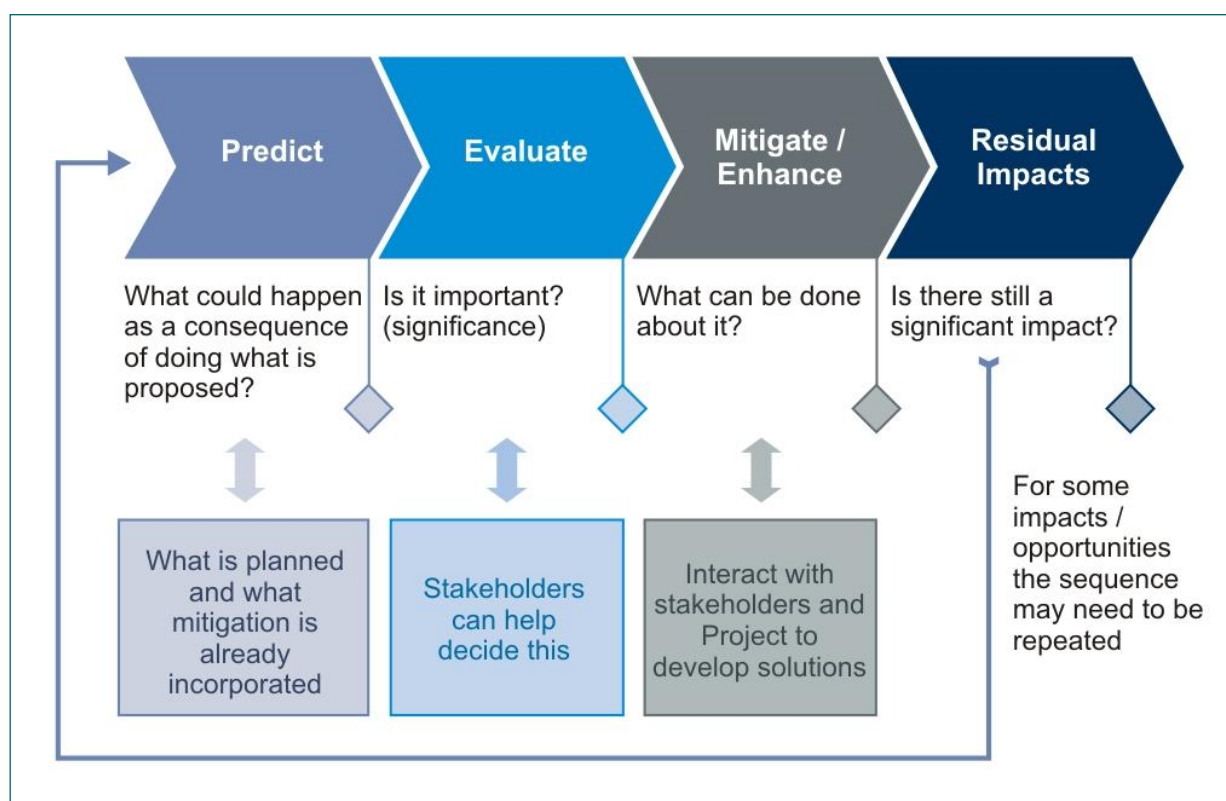 Predict
Evaluate
Mitigate /
Enhance
Residual
Impacts
What could happen
as a consequence
of doing what is
proposed?
Is it important?
(significance)
What can be done
about it?
Is there still a
significant impact?
What is planned
and what
mitigation is
already
incorporated
Stakeholders
can help
decide this
Interact with
stakeholders and
Project to
develop solutions
For some
impacts /
opportunities
the sequence
may need to be
repeated